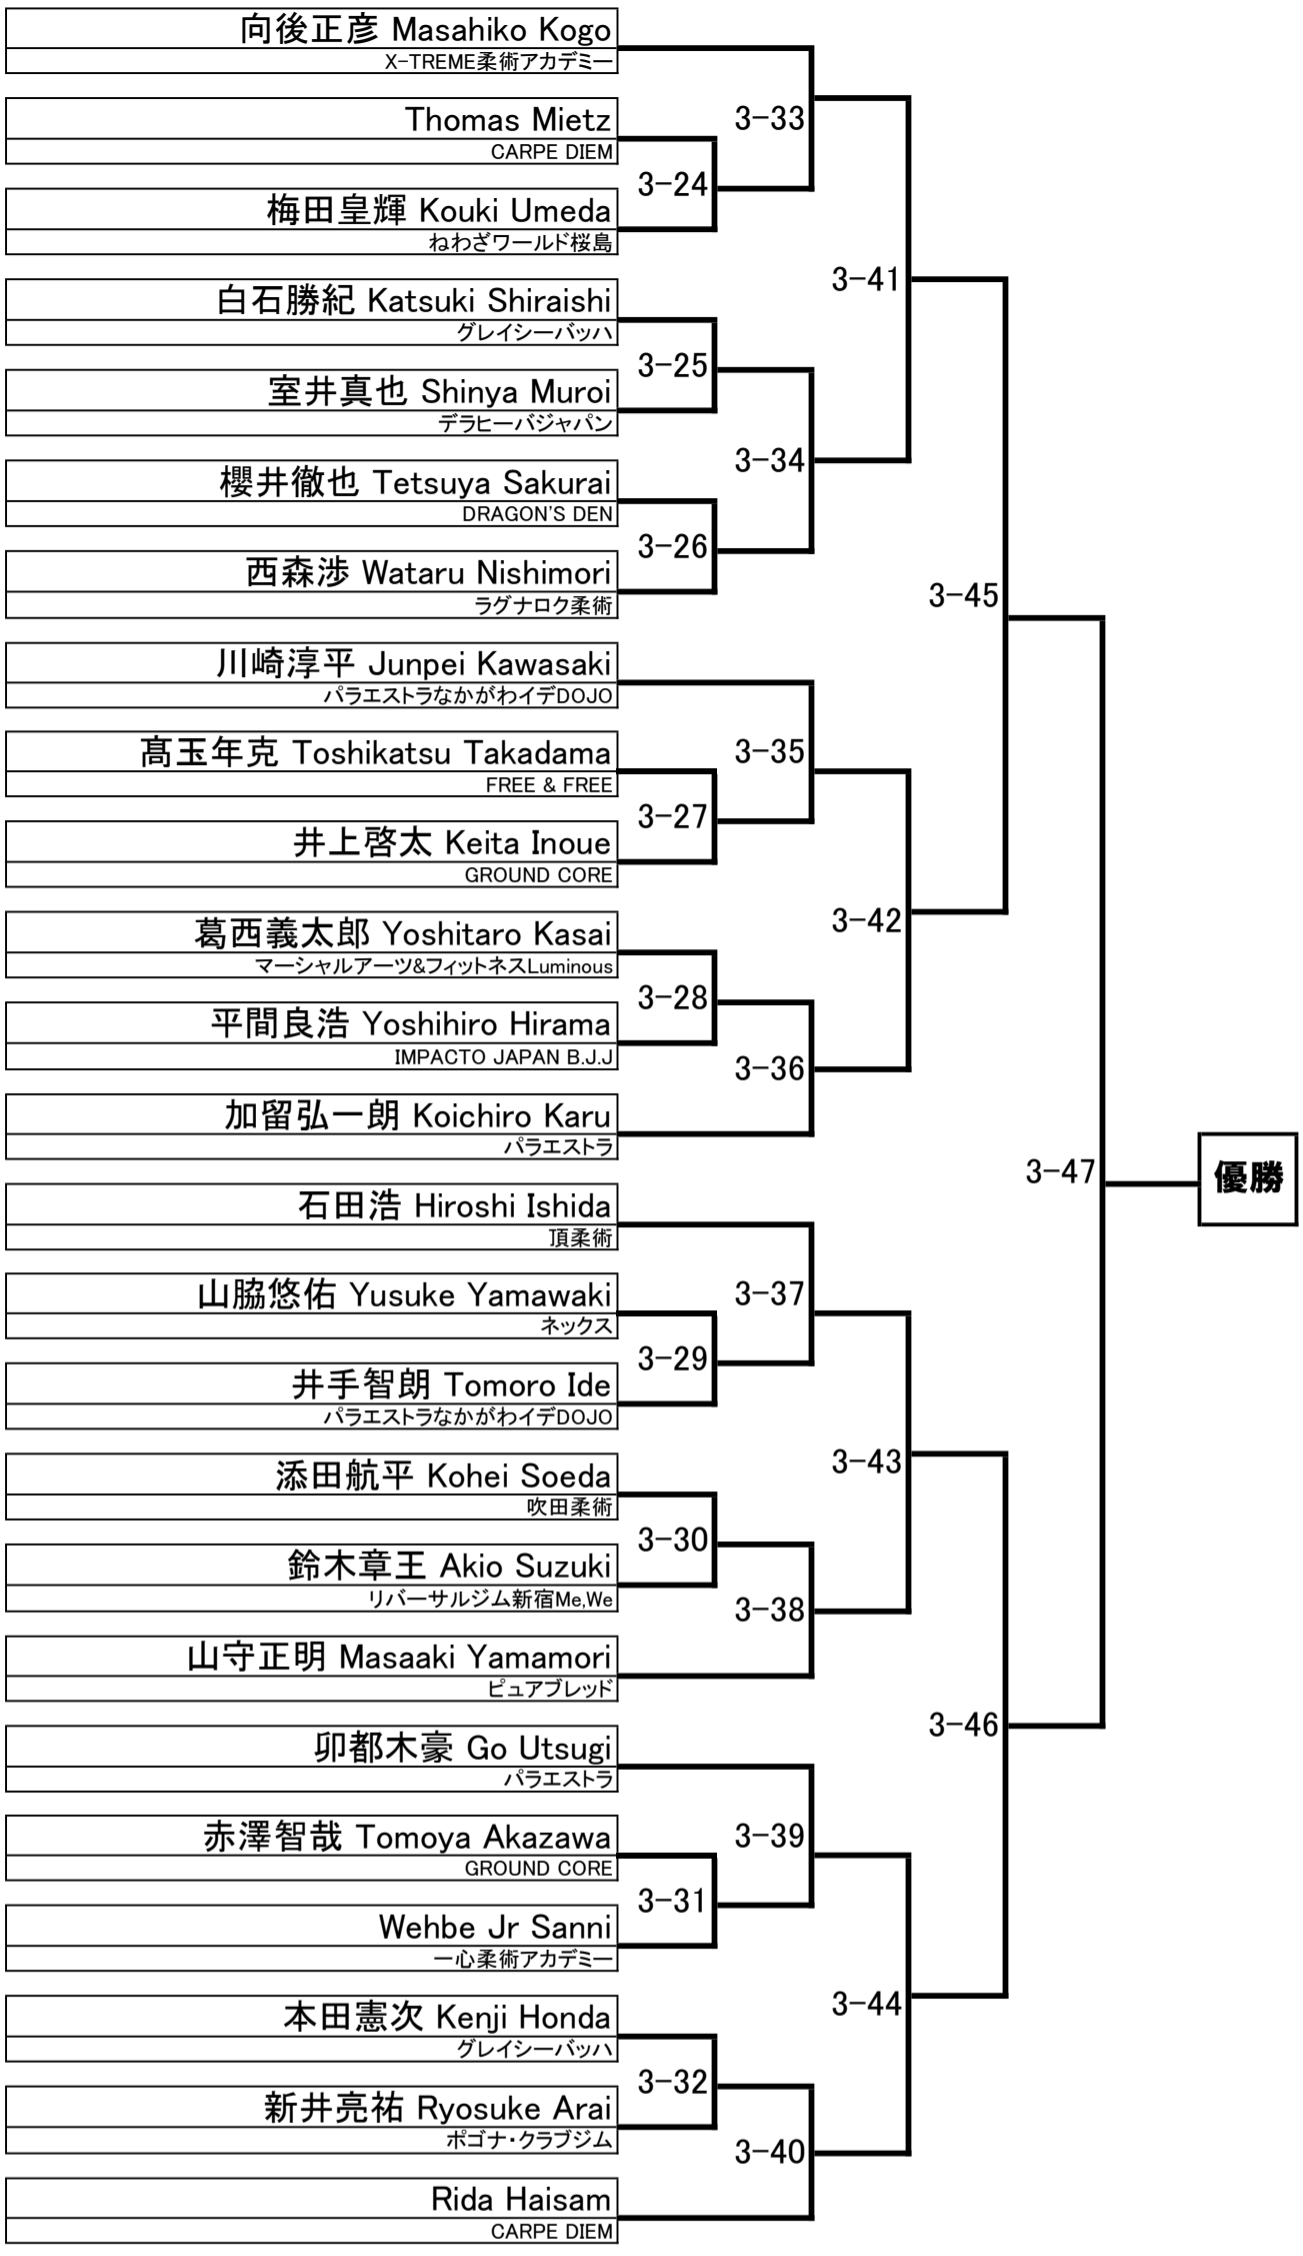 向後正彦 Masahiko Kogo
X-TREME柔術アカデミー
Thomas Mietz
CARPE DIEM
梅田皇輝 Kouki Umeda
ねわざワールド桜島
白石勝紀 Katsuki Shiraishi
グレイシーバッハ
室井真也 Shinya Muroi
デラヒーバジャパン
櫻井徹也 Tetsuya Sakurai
DRAGON'S DEN
西森渉 Wataru Nishimori
ラグナロク柔術
川崎淳平 Junpei Kawasaki
パラエストラなかがわイデDOJO
髙玉年克 Toshikatsu Takadama
FREE & FREE
井上啓太 Keita Inoue
GROUND CORE
葛西義太郎 Yoshitaro Kasai
マーシャルアーツ&フィットネスLuminous
平間良浩 Yoshihiro Hirama
IMPACTO JAPAN B.J.J
加留弘一朗 Koichiro Karu
パラエストラ
石田浩 Hiroshi Ishida
頂柔術
山脇悠佑 Yusuke Yamawaki
ネックス
井手智朗 Tomoro Ide
パラエストラなかがわイデDOJO
添田航平 Kohei Soeda
吹田柔術
鈴木章王 Akio Suzuki
リバーサルジム新宿Me,We
山守正明 Masaaki Yamamori
ピュアブレッド
卯都木豪 Go Utsugi
パラエストラ
赤澤智哉 Tomoya Akazawa
GROUND CORE
Wehbe Jr Sanni
一心柔術アカデミー
本田憲次 Kenji Honda
グレイシーバッハ
新井亮祐 Ryosuke Arai
ポゴナ・クラブジム
Rida Haisam
CARPE DIEM
3-24
3-25
3-26
3-27
3-28
3-29
3-30
3-31
3-32
3-33
3-34
3-35
3-36
3-37
3-38
3-39
3-40
3-41
3-42
3-43
3-44
3-45
3-46
3-47
優勝